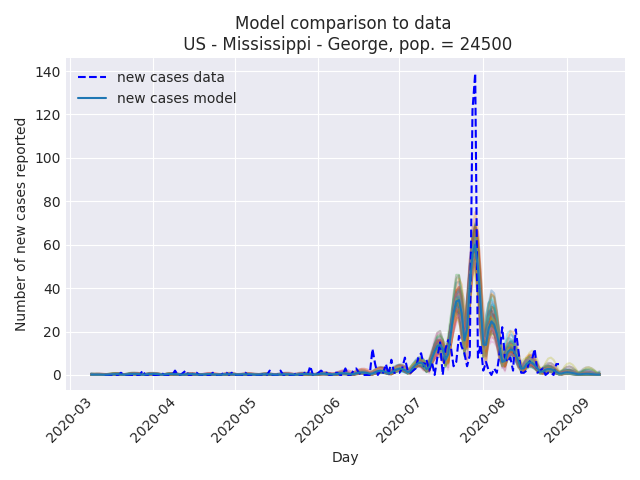 Model comparison to data
US - Mississippi - George, pop. = 24500
new cases data
new cases model
Number of new cases reported
140
120
100
80
60
40
20
0
2020-03
2020-04
2020-05
2020-06
2020-07
2020-08
2020-09
Day